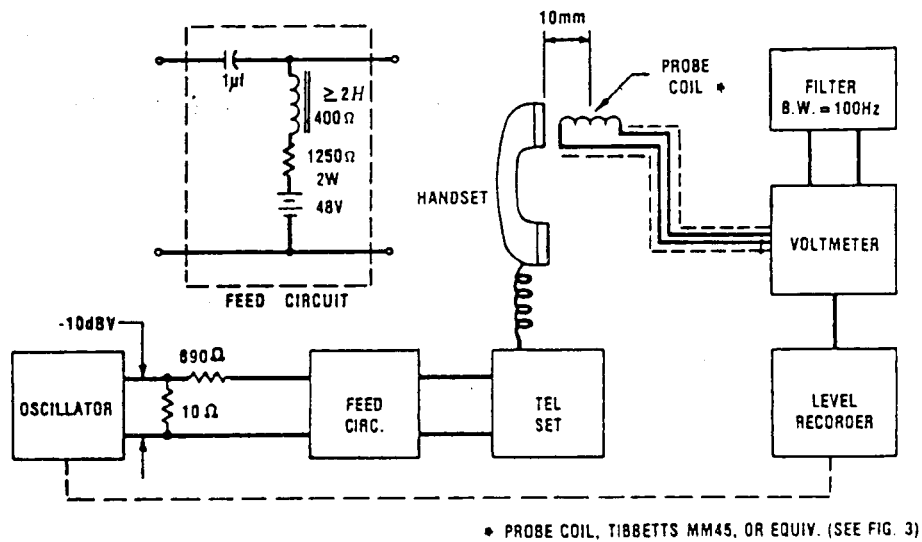 10mm
PROBE
COIL *
FILTER
B.W. = 100Hz
1µf
≥ 2H
400Ω
1250Ω
2W
48V
FEED CIRCUIT
HANDSET
VOLTMETER
-10dBV
890Ω
10Ω
OSCILLATOR
FEED
CIRC.
TEL
SET
LEVEL
RECORDER
* PROBE COIL, TIBBETTS MM45, OR EQUIV. (SEE FIG. 3)